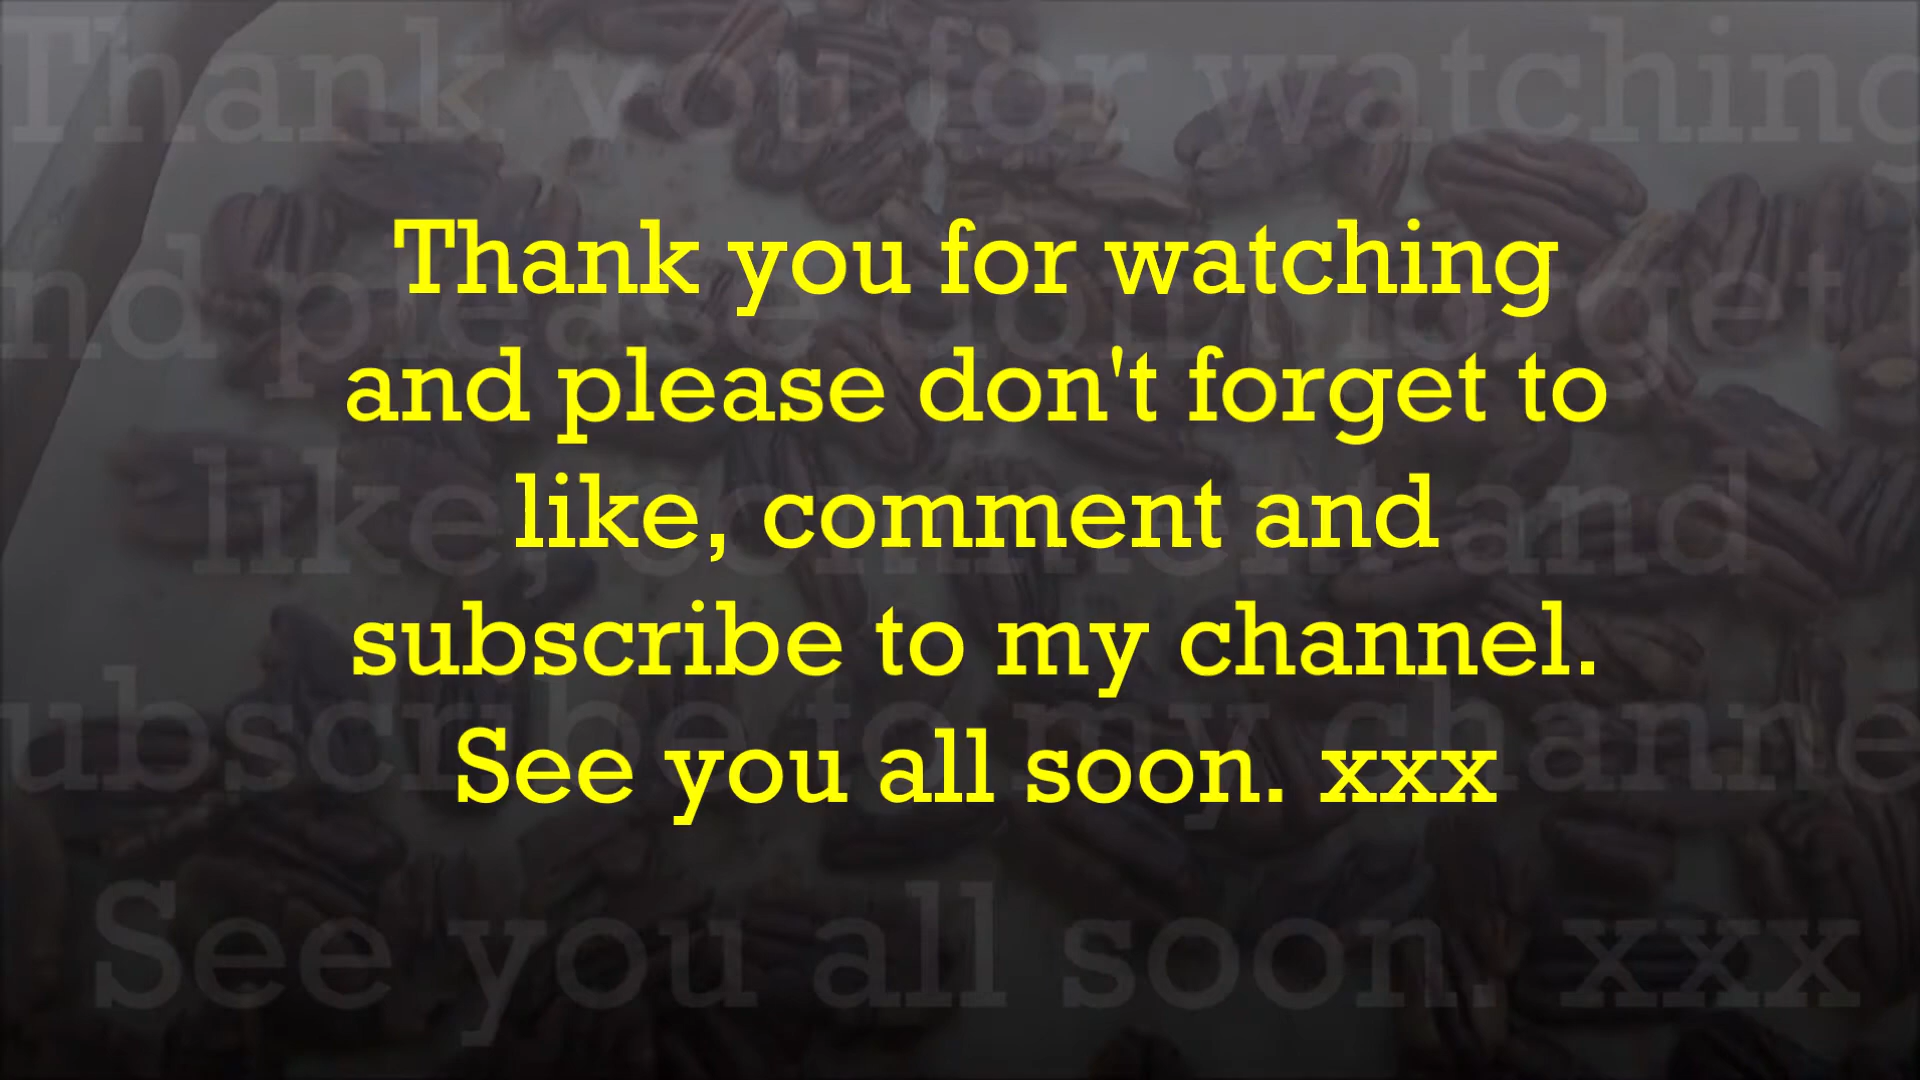 Thank you for watching
and please don't forget to
like, comment and
subscribe to my channel.
See you all soon. xxx